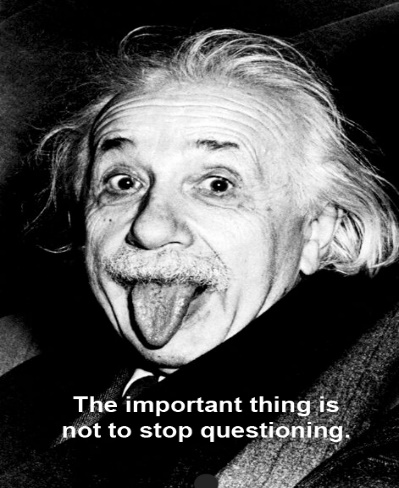 The important thing is
not to stop questioning.